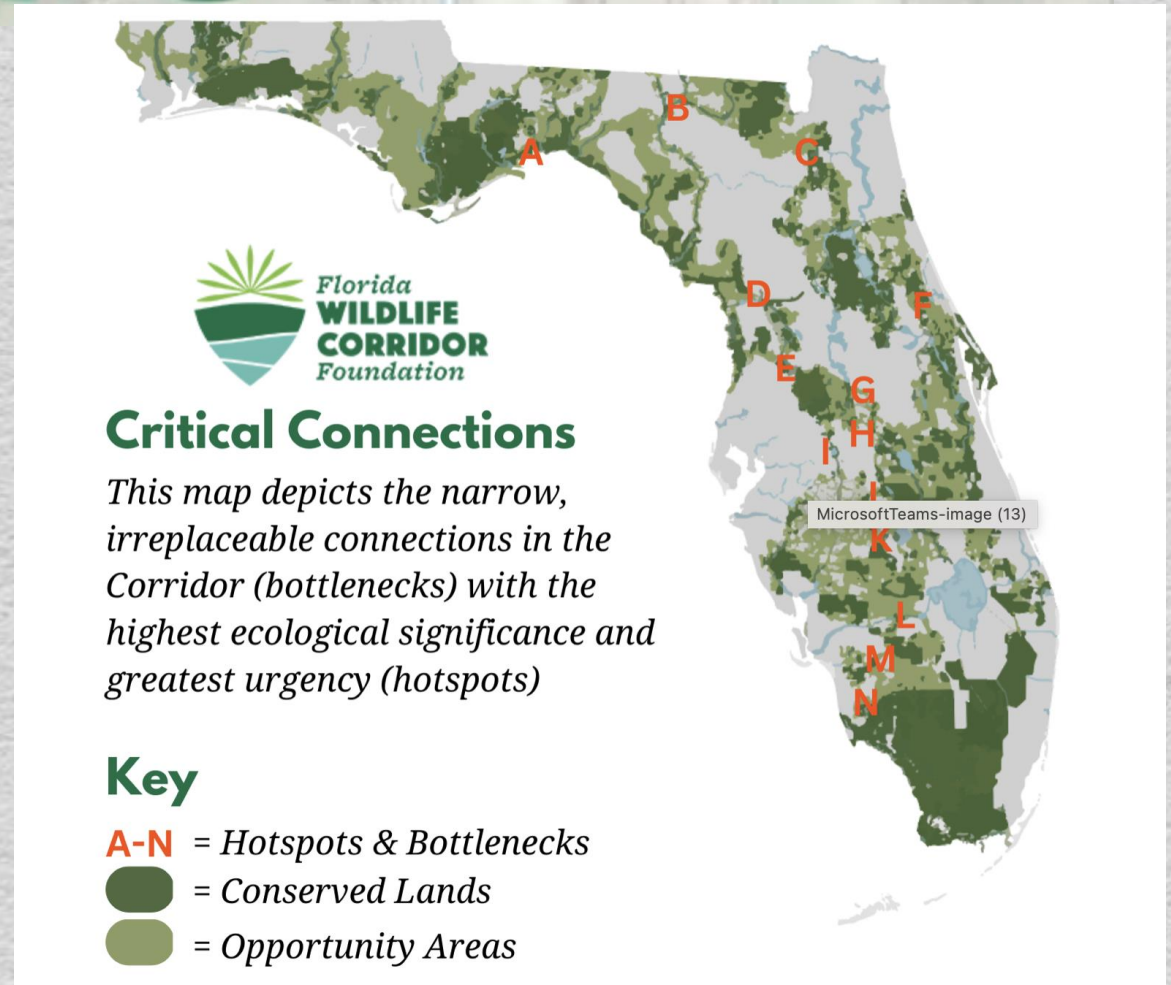 B
A
C
D
F
E
G
H
I
MicrosoftTeams-image (13)
K
L
M
N
Florida
WILDLIFE
CORRIDOR
Foundation
Critical Connections
This map depicts the narrow,
irreplaceable connections in the
Corridor (bottlenecks) with the
highest ecological significance and
greatest urgency (hotspots)
Key
A-N = Hotspots & Bottlenecks
= Conserved Lands
= Opportunity Areas